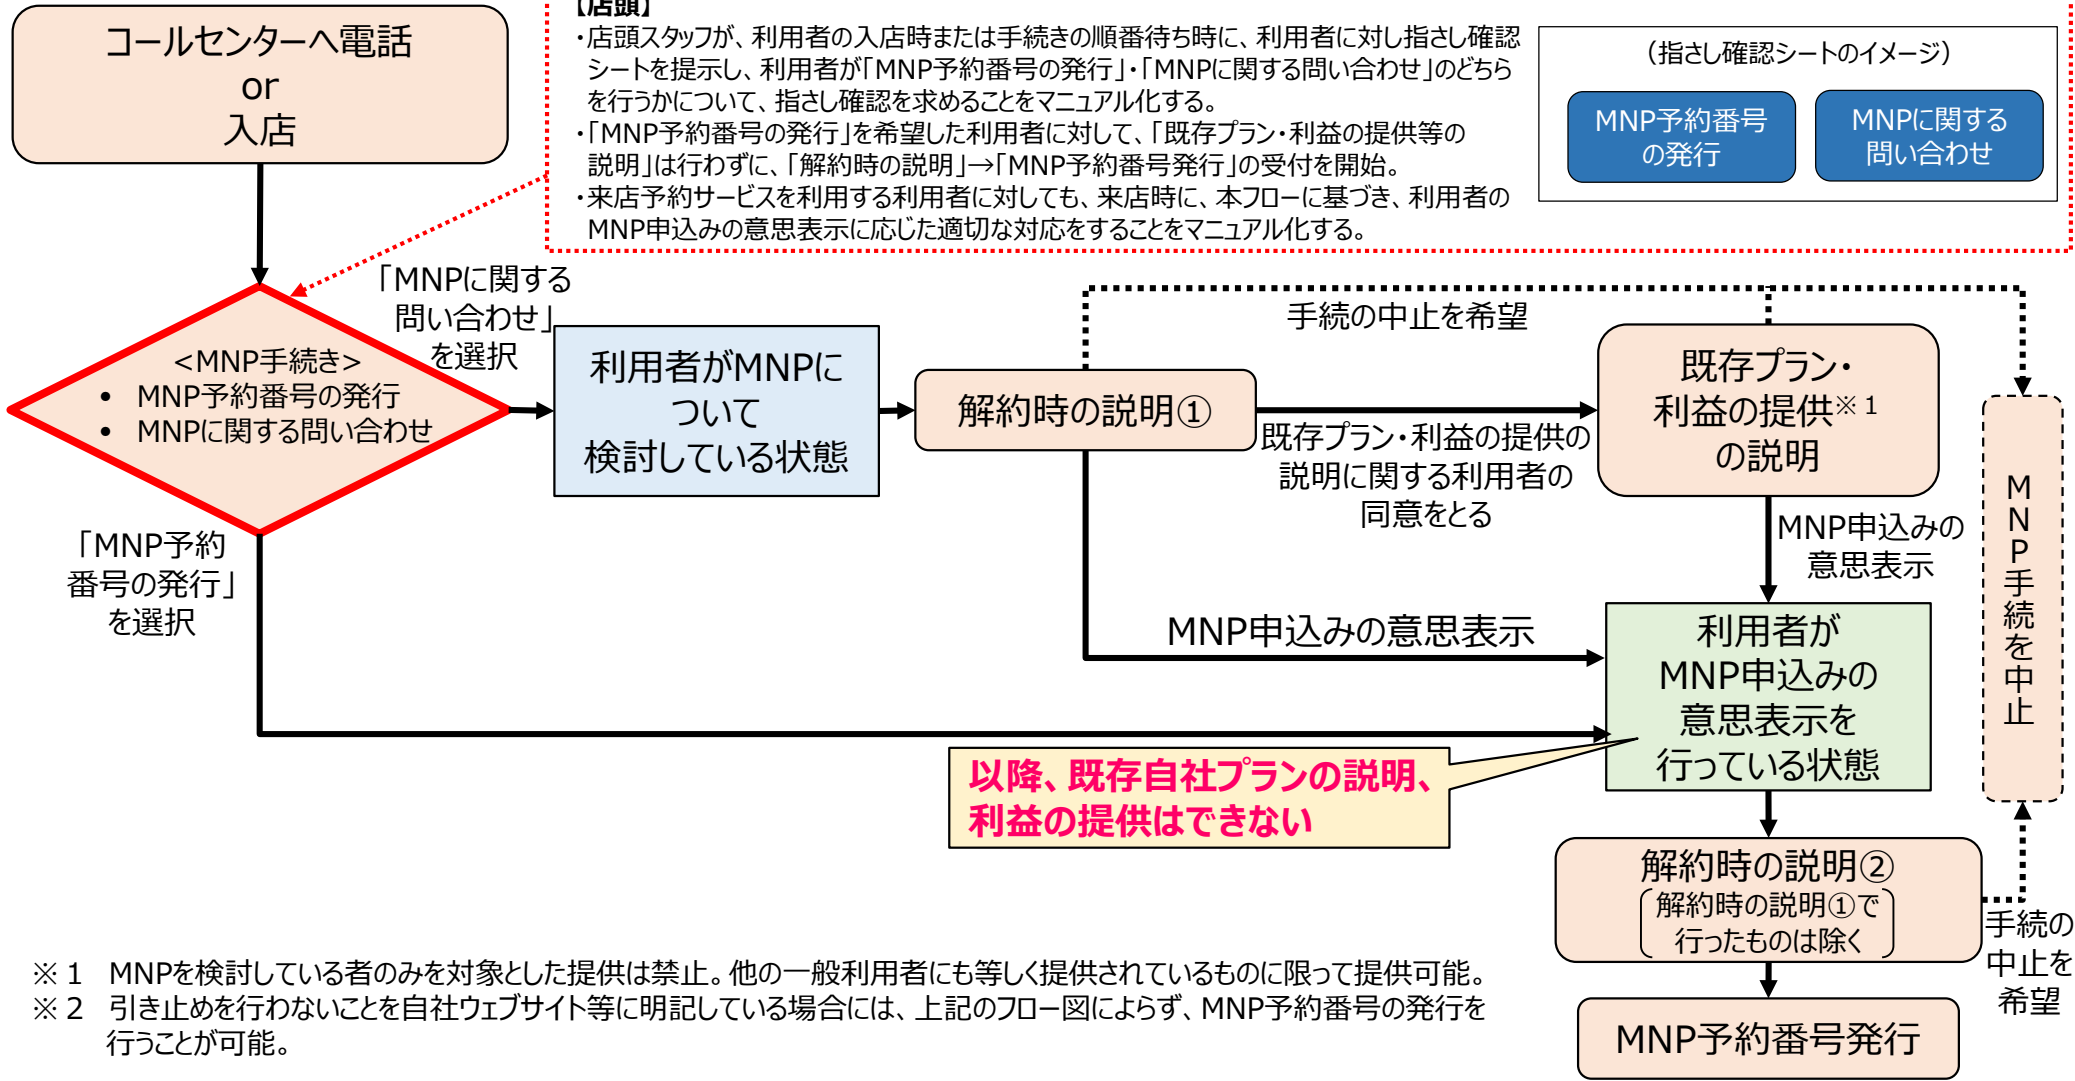 コールセンターへ電話
or
入店
【店頭】
・店頭スタッフが、利用者の入店時または手続きの順番待ち時に、利用者に対し指さし確認
シートを提示し、利用者が「MNP予約番号の発行」・「MNPに関する問い合わせ」のどちら
を行うかについて、指さし確認を求めることをマニュアル化する。
・「MNP予約番号の発行」を希望した利用者に対して、「既存プラン・利益の提供等の
説明」は行わずに、「解約時の説明」→「MNP予約番号発行」の受付を開始。
・来店予約サービスを利用する利用者に対しても、来店時に、本フローに基づき、利用者の
MNP申込みの意思表示に応じた適切な対応をすることをマニュアル化する。
（指さし確認シートのイメージ）
MNP予約番号
の発行
MNPに関する
問い合わせ
<MNP手続き>
• MNP予約番号の発行
• MNPに関する問い合わせ
「MNPに関する
問い合わせ」
を選択
利用者がMNPに
ついて
検討している状態
解約時の説明①
手続の中止を希望
既存プラン・利益の提供の
説明に関する利用者の
同意をとる
既存プラン・
利益の提供※１
の説明
MNP申込みの
意思表示
MNP手続を中止
「MNP予約
番号の発行」
を選択
MNP申込みの意思表示
利用者が
MNP申込みの
意思表示を
行っている状態
以降、既存自社プランの説明、
利益の提供はできない
解約時の説明②
解約時の説明①で
行ったものは除く
手続の
中止を
希望
MNP予約番号発行
※１　MNPを検討している者のみを対象とした提供は禁止。他の一般利用者にも等しく提供されているものに限って提供可能。
※２　引き止めを行わないことを自社ウェブサイト等に明記している場合には、上記のフロー図によらず、MNP予約番号の発行を
行うことが可能。